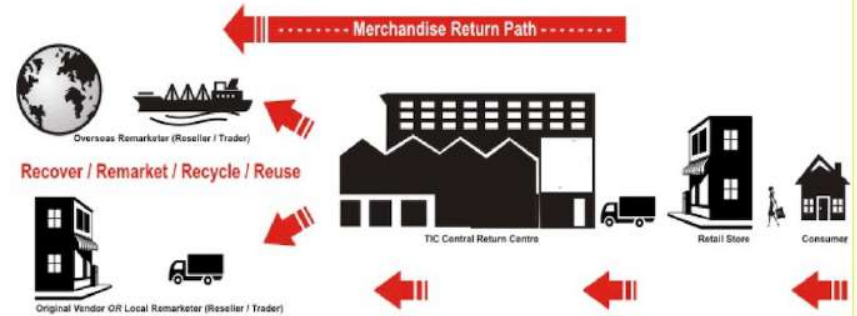 - - - - - - - - Merchandise Return Path - - - - - - - -
Overseas Remarketer (Reseller / Trader)
Recover / Remarket / Recycle / Reuse
TIC Central Return Centre
Retail Store
Consumer
Original Vendor OR Local Remarketer (Reseller / Trader)